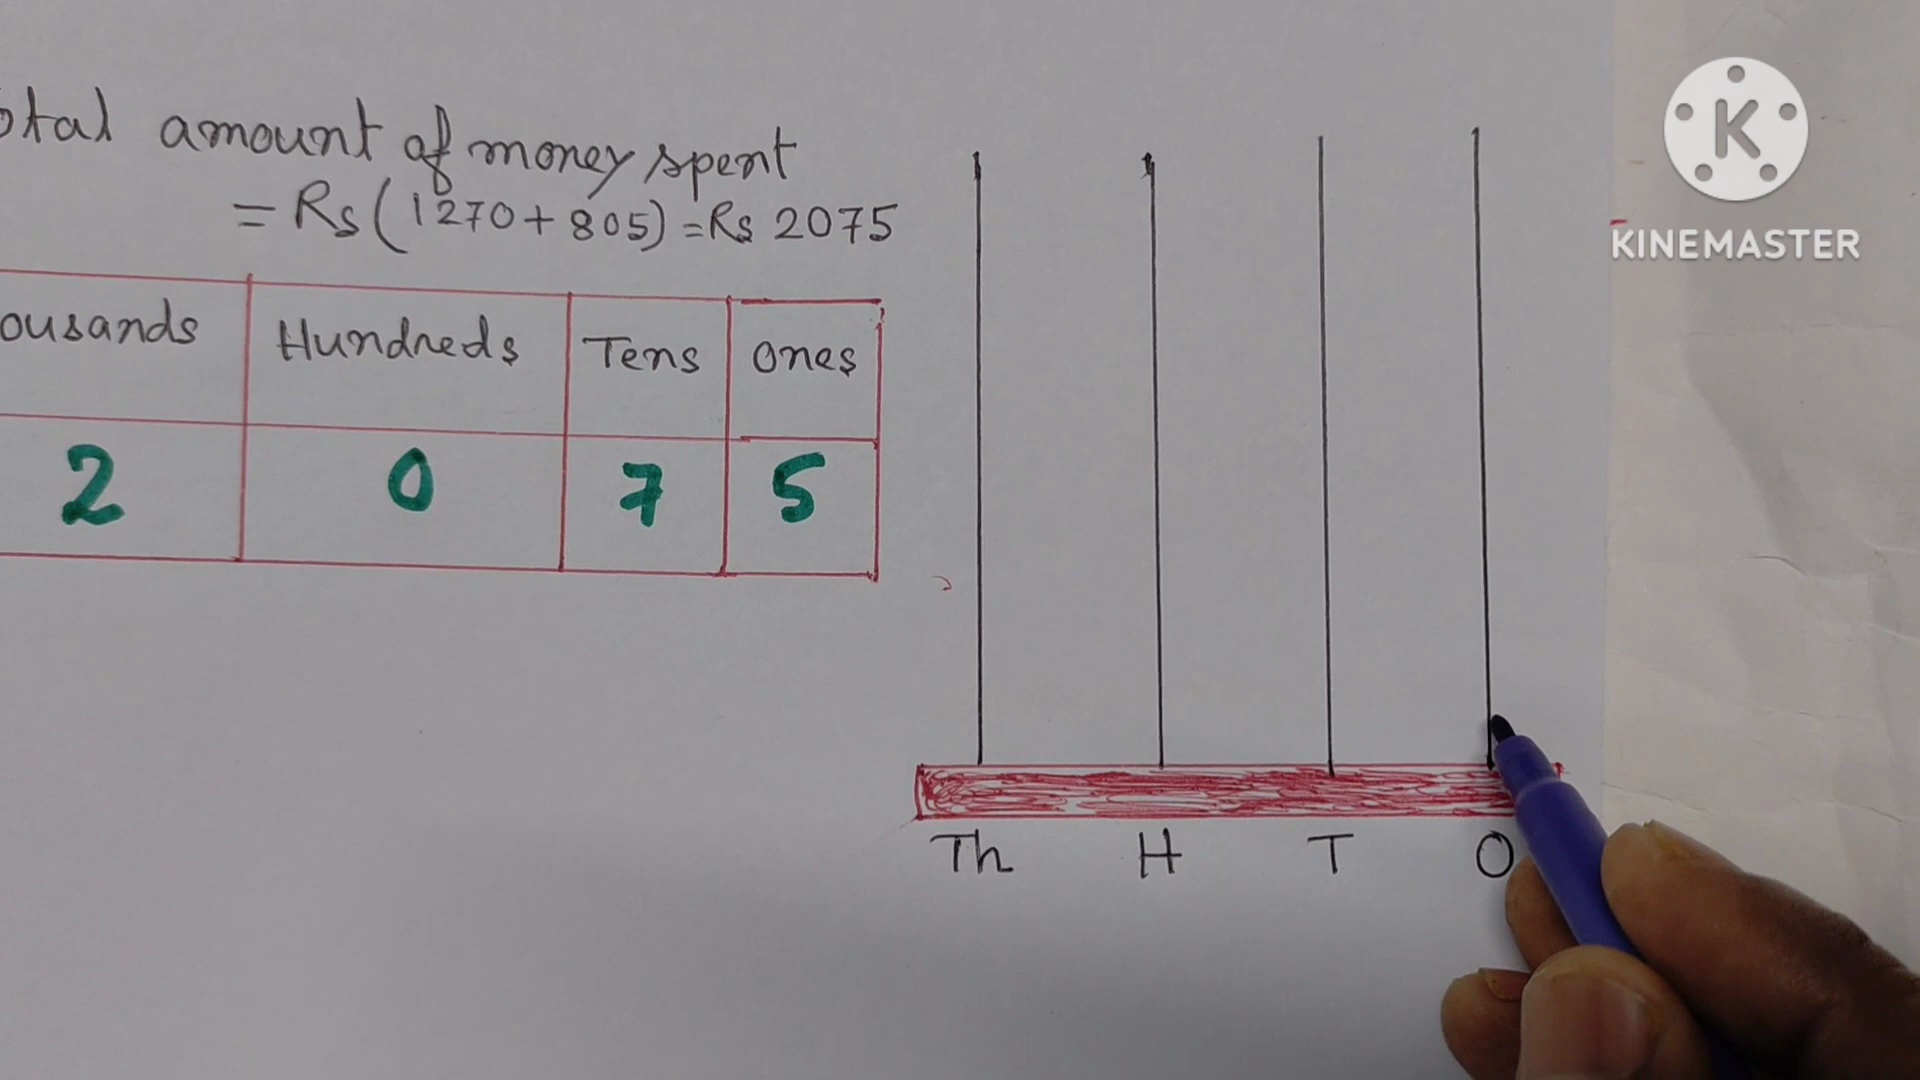 otal amount of money spent
= Rs (1270 + 805) = Rs 2075
ousands Hundreds Tens Ones
2 0 7 5
Th H T O
K
KINEMASTER